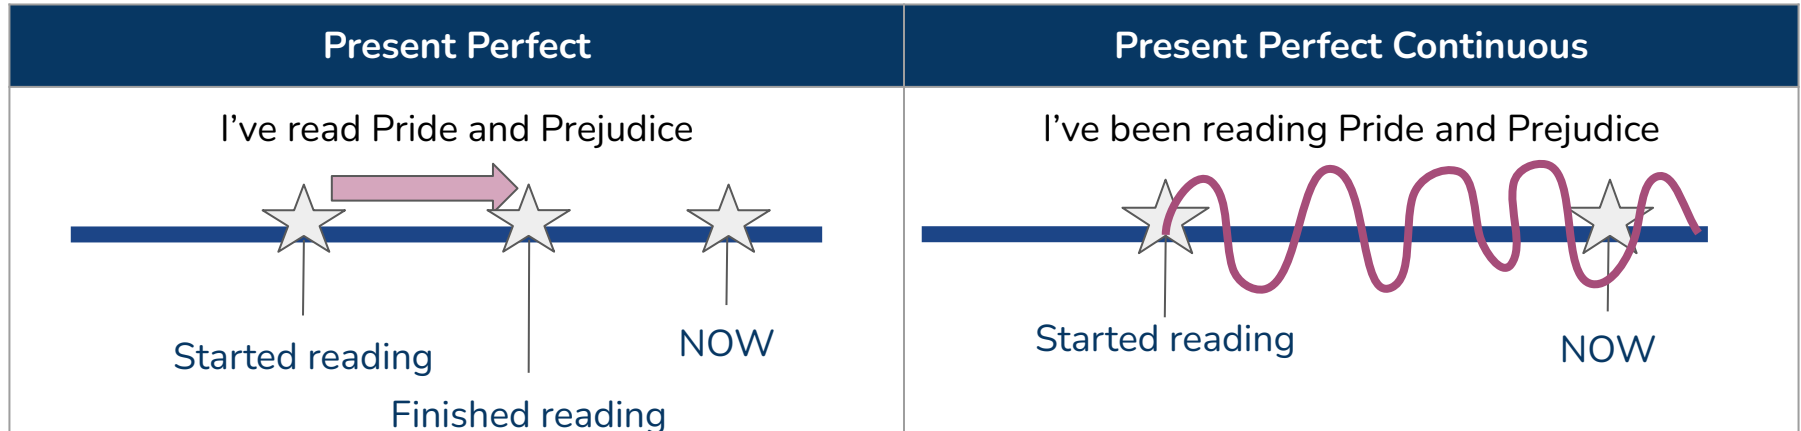 Present Perfect
I've read Pride and Prejudice
Started reading
Finished reading
NOW
Present Perfect Continuous
I've been reading Pride and Prejudice
Started reading
NOW